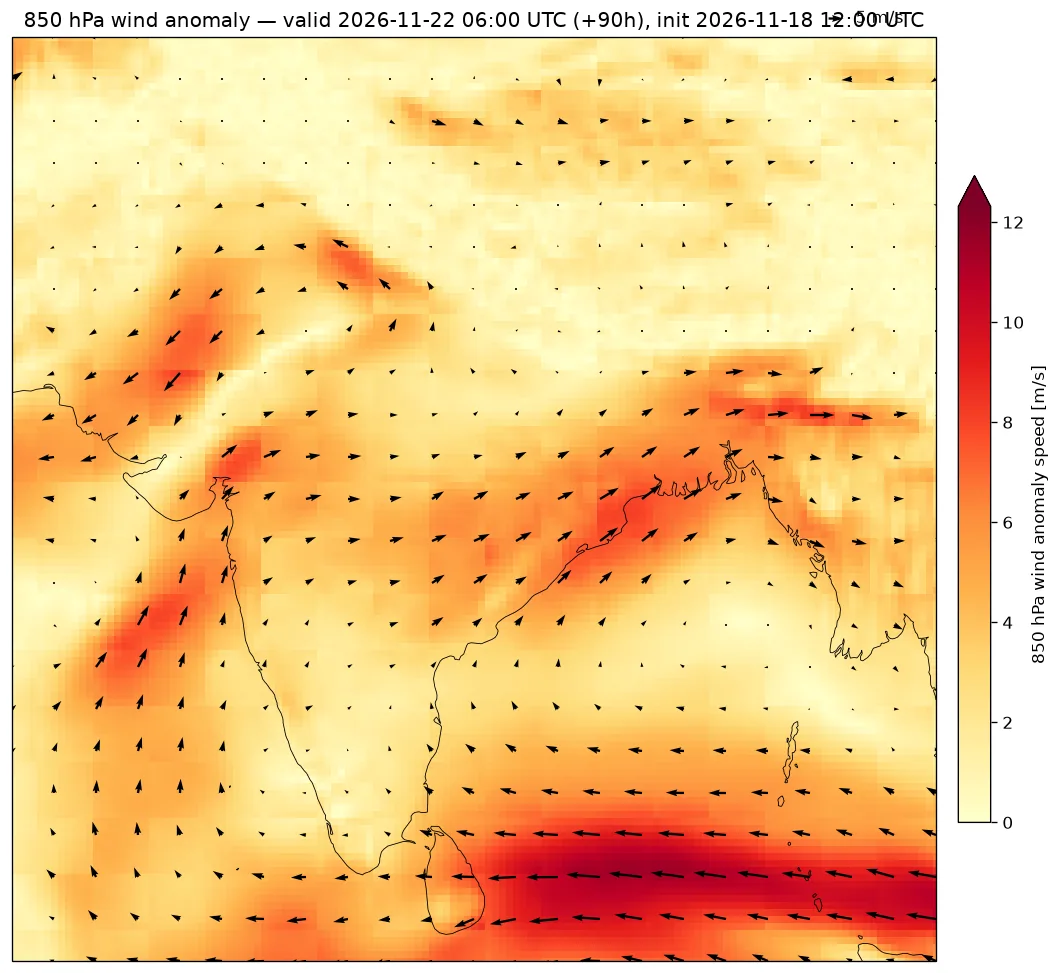 850 hPa wind anomaly — valid 2026-11-22 06:00 UTC (+90h), init 2026-11-18 12:00 UTC
5 m/s
12
10
8
6
4
2
0
850 hPa wind anomaly speed [m/s]